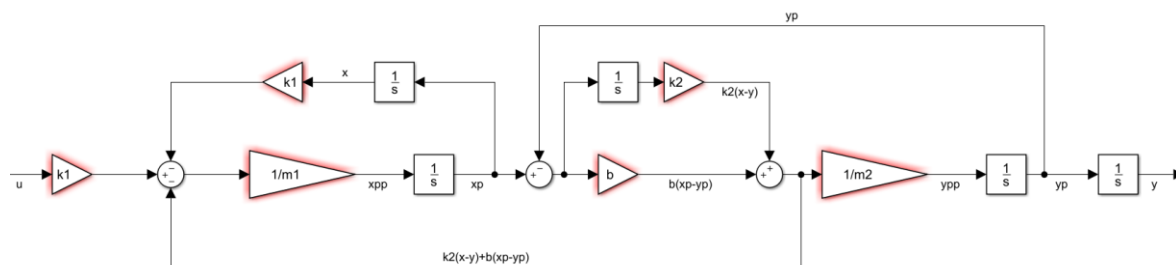 yp
x
k1
1
s
1
s
k2
k2(x-y)
u
k1
+
−
−
1/m1
xpp
1
s
xp
+
−
b
b(xp-yp)
+
+
1/m2
ypp
1
s
yp
1
s
y
k2(x-y)+b(xp-yp)